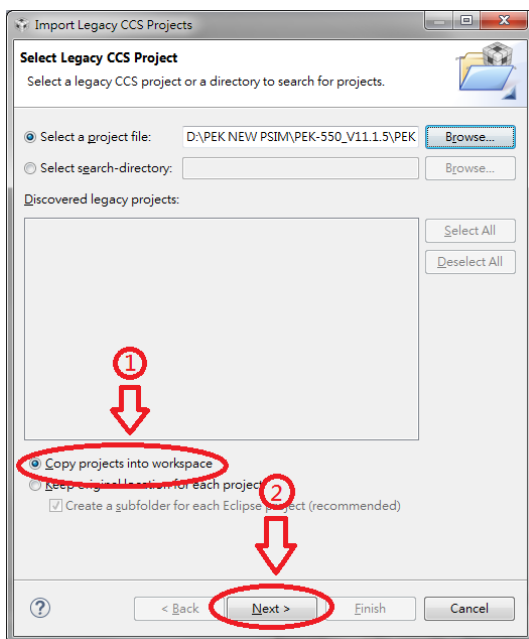 Import Legacy CCS Projects
Select Legacy CCS Project
Select a legacy CCS project or a directory to search for projects.
Select a project file: D:\PEK NEW PSIM\PEK-550_V11.1.5\PEK Browse...
Select search-directory: Browse...
Discovered legacy projects:
Select All
Deselect All
1
Copy projects into workspace
Keep original location for each project
2
Create a subfolder for each Eclipse project (recommended)
? < Back Next > Finish Cancel